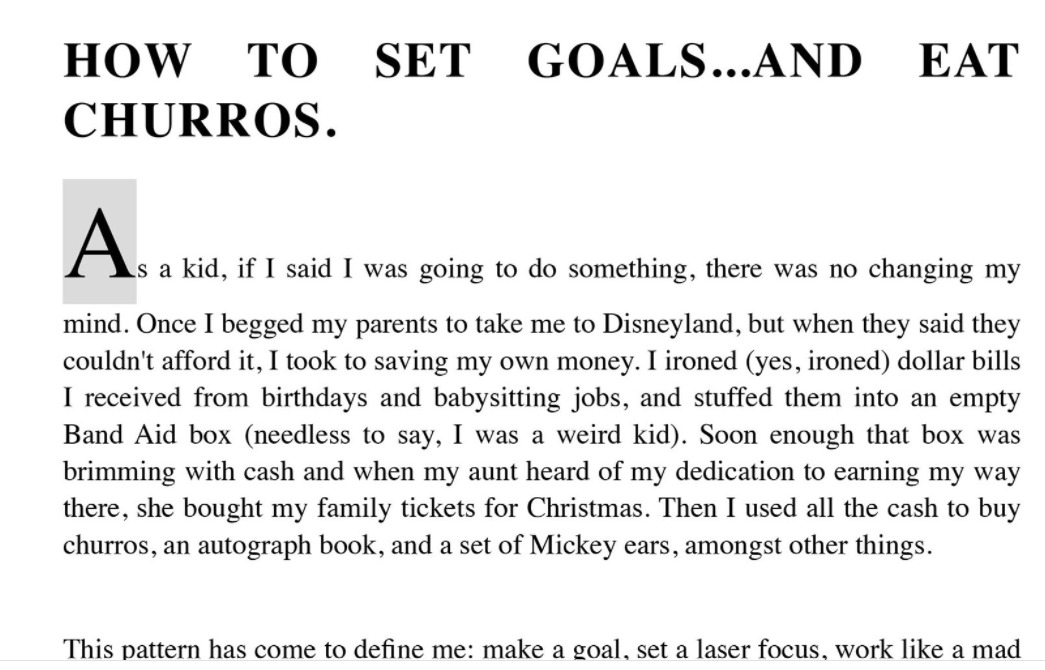 HOW TO SET GOALS...AND EAT
CHURROS.
As a kid, if I said I was going to do something, there was no changing my
mind. Once I begged my parents to take me to Disneyland, but when they said they
couldn't afford it, I took to saving my own money. I ironed (yes, ironed) dollar bills
I received from birthdays and babysitting jobs, and stuffed them into an empty
Band Aid box (needless to say, I was a weird kid). Soon enough that box was
brimming with cash and when my aunt heard of my dedication to earning my way
there, she bought my family tickets for Christmas. Then I used all the cash to buy
churros, an autograph book, and a set of Mickey ears, amongst other things.
This pattern has come to define me: make a goal, set a laser focus, work like a mad